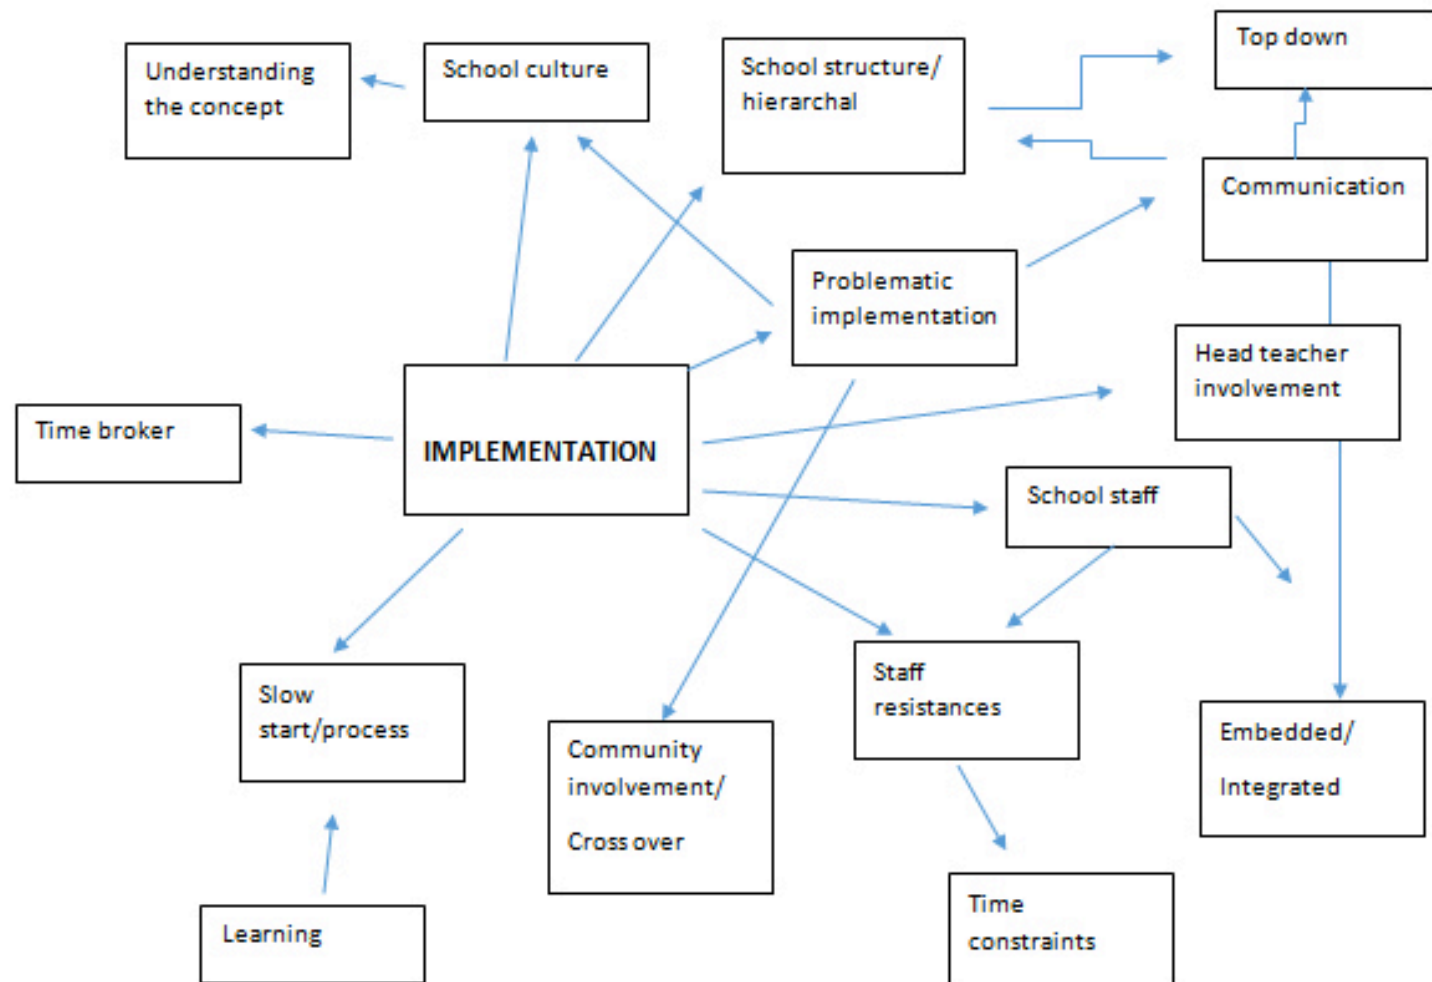 Top down
Understanding
the concept
School culture
School structure/
hierarchal
Communication
Problematic
implementation
Head teacher
involvement
Time broker
IMPLEMENTATION
School staff
Slow
start/process
Staff
resistances
Community
involvement/
Cross over
Embedded/
Integrated
Learning
Time
constraints